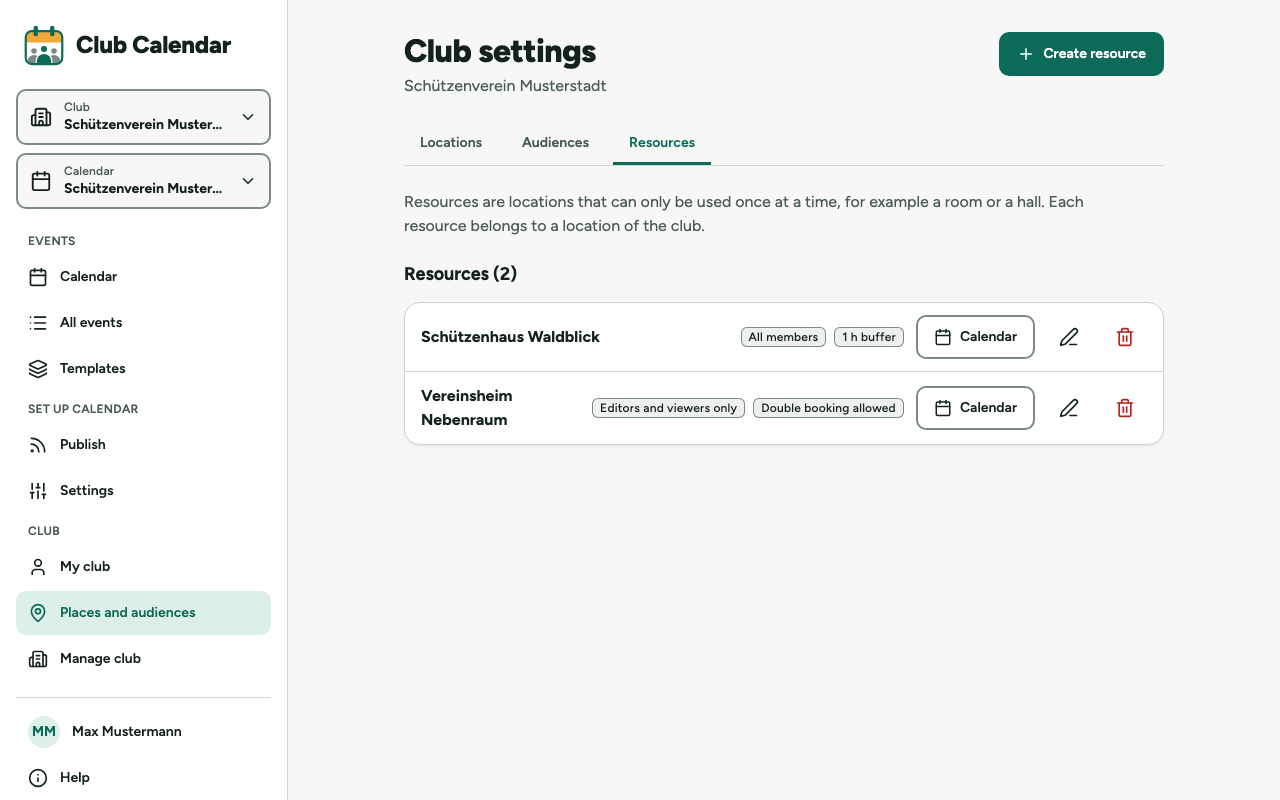 Club Calendar
Club
Schützenverein Muster...
Calendar
Schützenverein Muster...
EVENTS
Calendar
All events
Templates
SET UP CALENDAR
Publish
Settings
CLUB
My club
Places and audiences
Manage club
MM
Max Mustermann
Help
Club settings
Schützenverein Musterstadt
Create resource
Locations
Audiences
Resources
Resources are locations that can only be used once at a time, for example a room or a hall. Each
resource belongs to a location of the club.
Resources (2)
Schützenhaus Waldblick
All members
1 h buffer
Calendar
Vereinsheim
Nebenraum
Editors and viewers only
Double booking allowed
Calendar